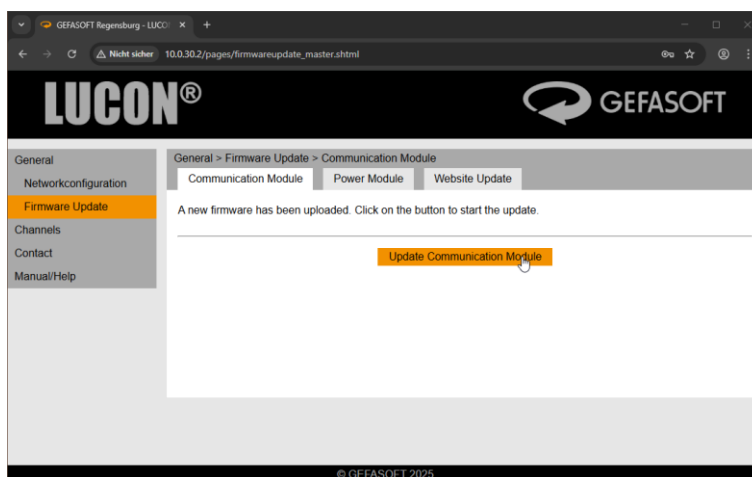 GEFASOFT Regensburg - LUCO
Nicht sicher 10.0.30.2/pages/firmwareupdate_master.shtml
LUCON®
GEFASOFT
General
General > Firmware Update > Communication Module
Communication Module Power Module Website Update
Networkconfiguration
Firmware Update
A new firmware has been uploaded. Click on the button to start the update.
Channels
Contact
Update Communication Module
Manual/Help
© GEFASOFT 2025